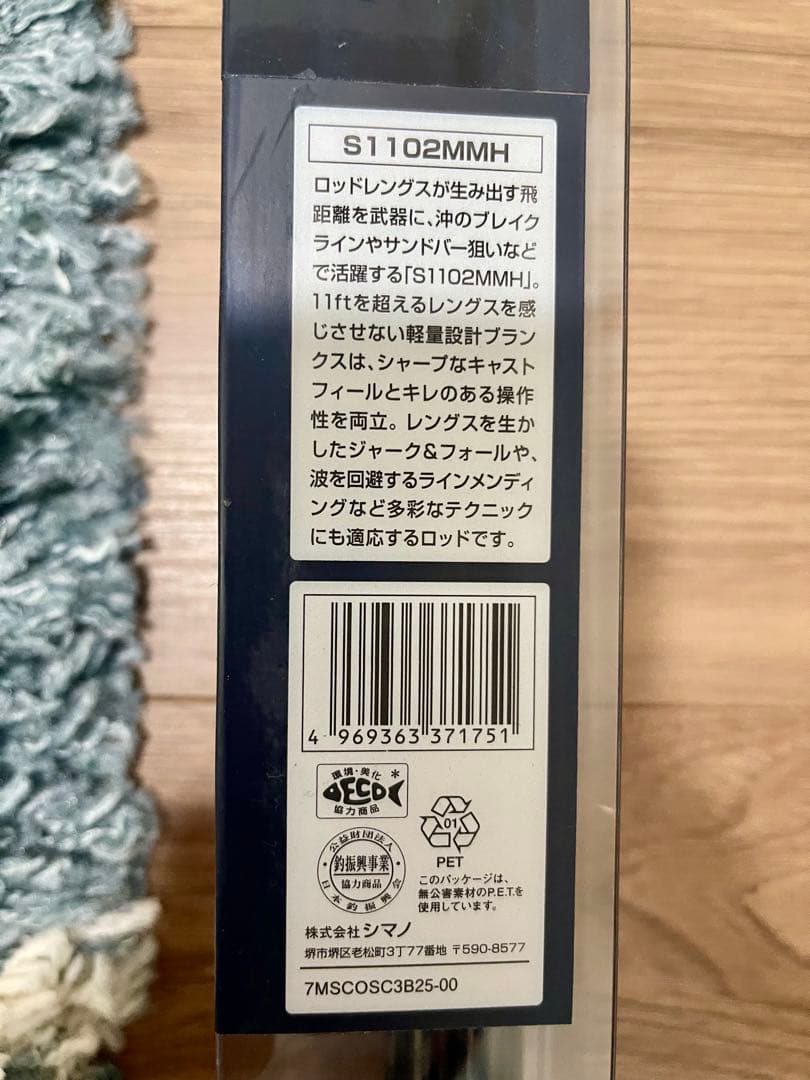 S1102MMH
ロッドレングスが生み出す飛
距離を武器に、沖のブレイク
ラインやサンドバー狙いなど
で活躍する「S1102MMH」。
11ftを超えるレングスを感
じさせない軽量設計ブラン
クスは、シャープなキャスト
フィールとキレのある操作
性を両立。レングスを生か
したジャーク&フォールや、
波を回避するラインメンディ
ングなど多彩なテクニック
にも適応するロッドです。
4 969363 371751
環境・美化
ECO
協力商品
公益財団法人
釣振興事業
協力商品
日本釣振興会
01
PET
このパッケージは、
無公害素材のP.E.T.を
使用しています。
株式会社 シマノ
堺市堺区老松町3丁77番地 〒590-8577
7MSCOSC3B25-00